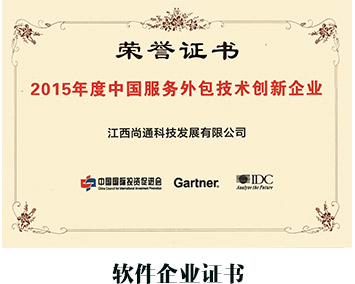 荣誉证书
2015年度中国服务外包技术创新企业
江西尚通科技发展有限公司
中国国际投资促进会 Gartner. IDC
China Council for International Investment Promotion Analyze the Future
软件企业证书